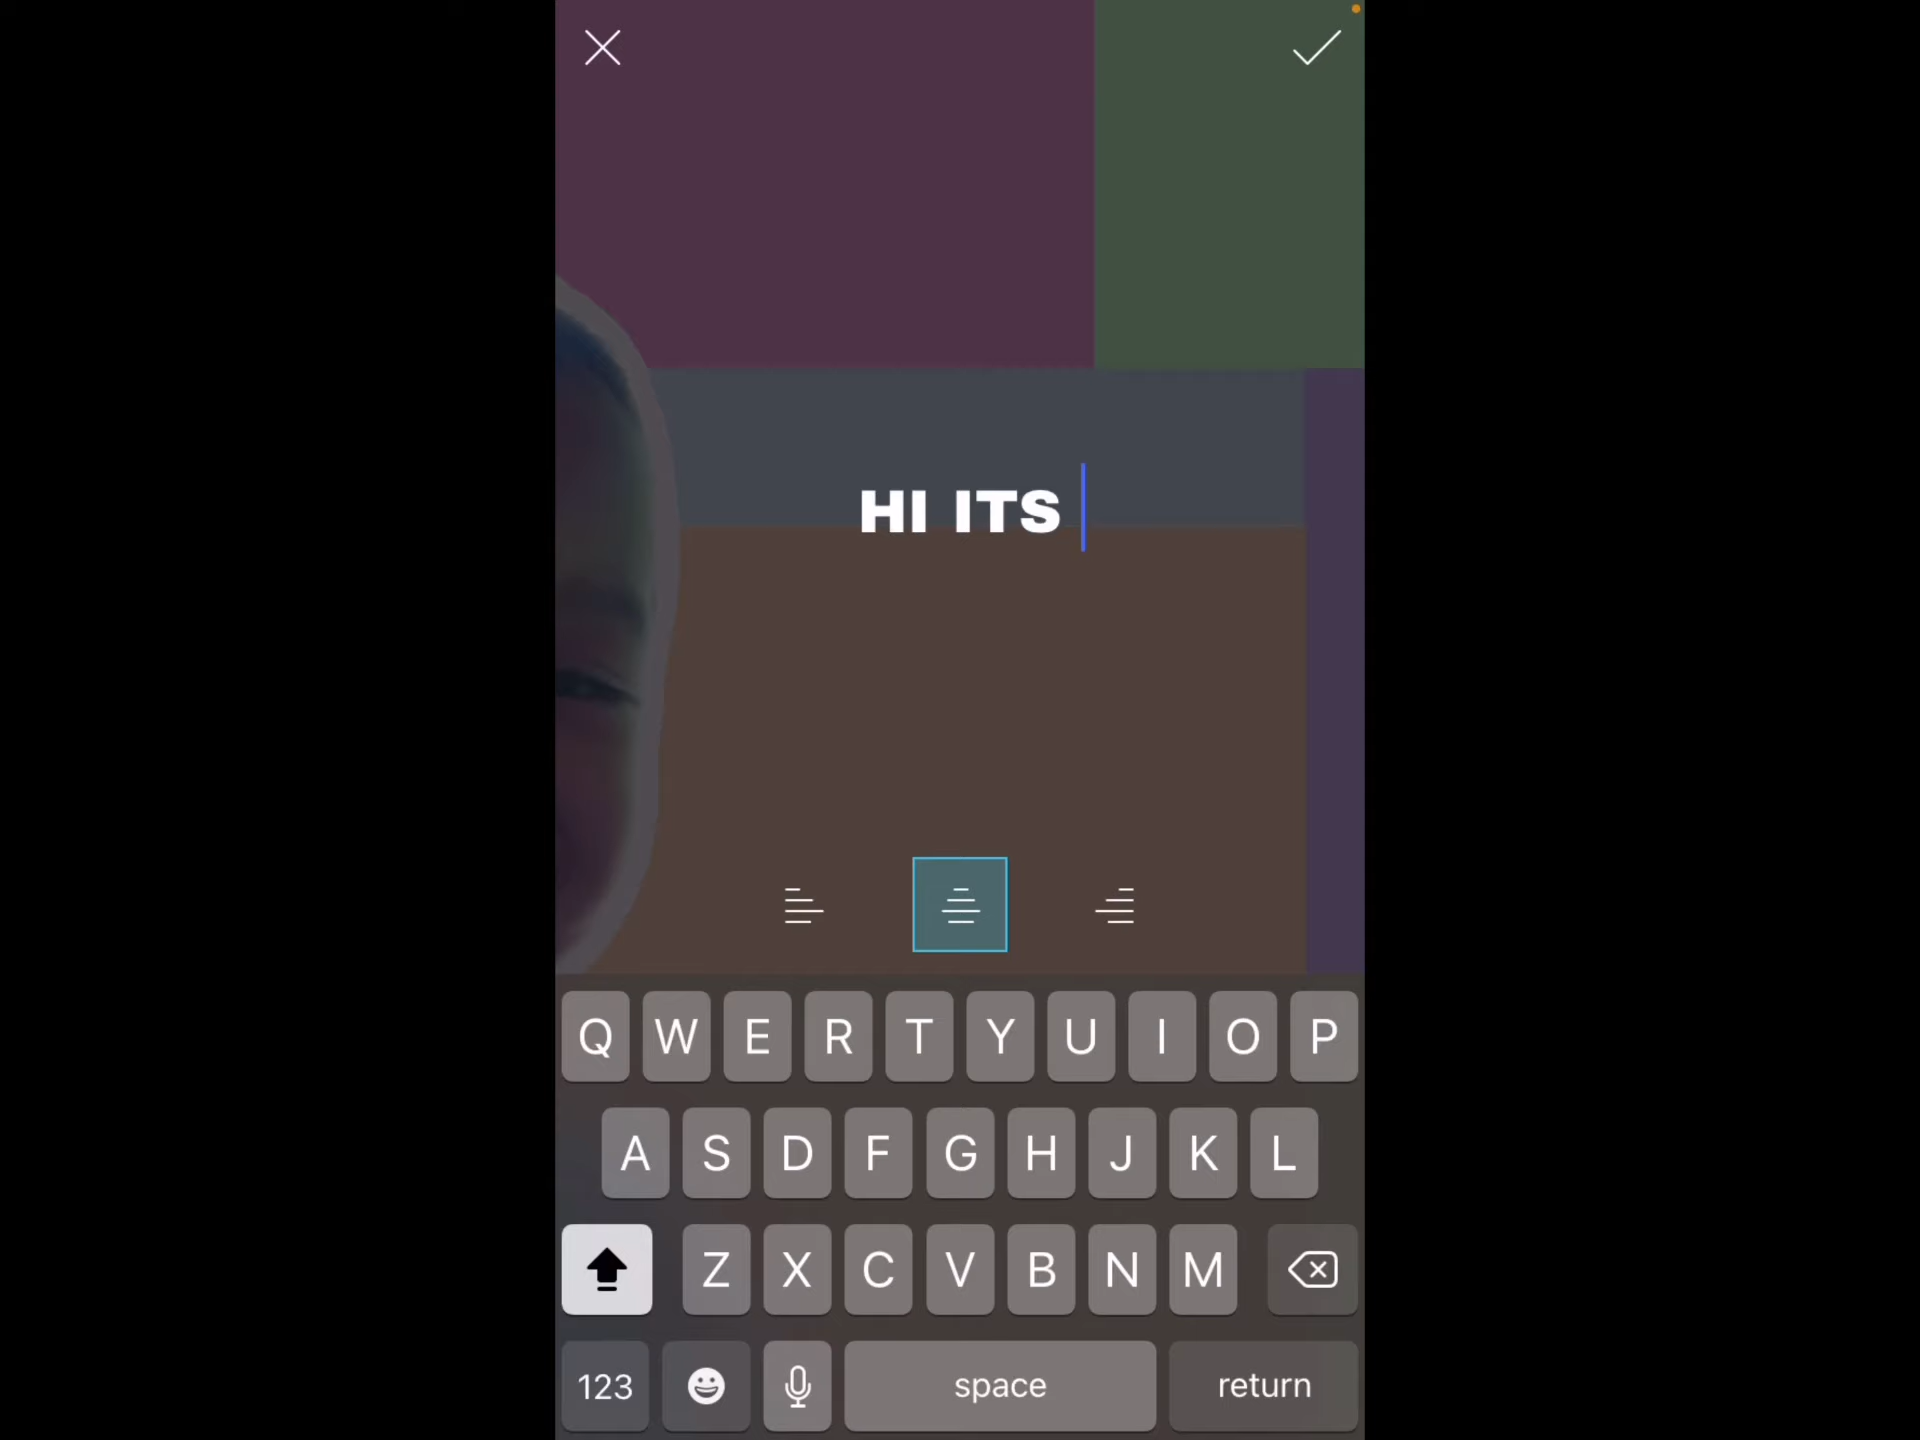 HI ITS
Q W E R T Y U I O P
A S D F G H J K L
Z X C V B N M
123 space return